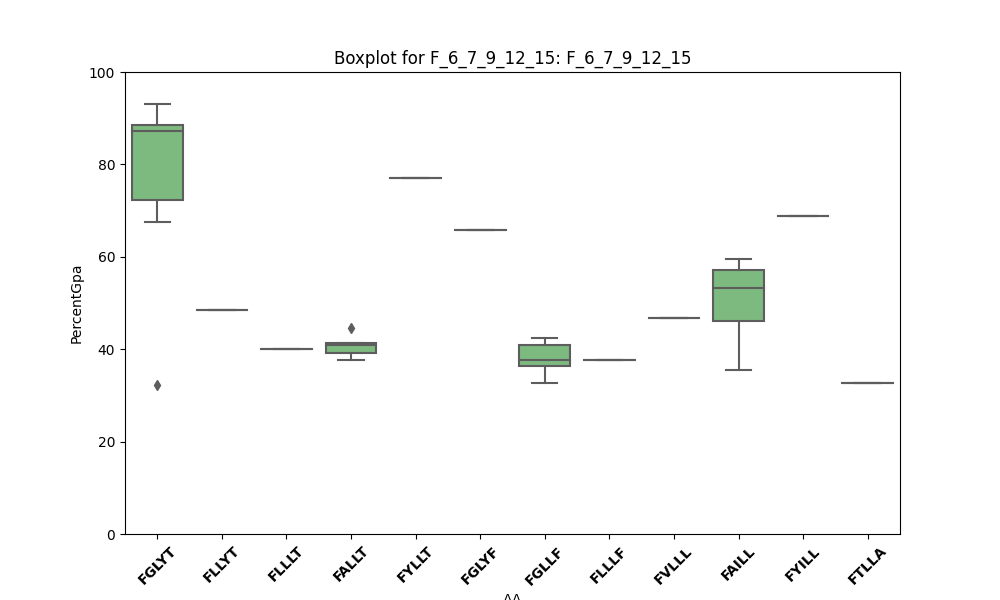 Boxplot for F_6_7_9_12_15: F_6_7_9_12_15
100
80
60
40
20
0
PercentGpa
FGLYT
FLLYT
FLLLT
FALLT
FYLLT
FGLYF
FGLLF
FLLLF
FVLLL
FAILL
FYILL
FTLLA
AA